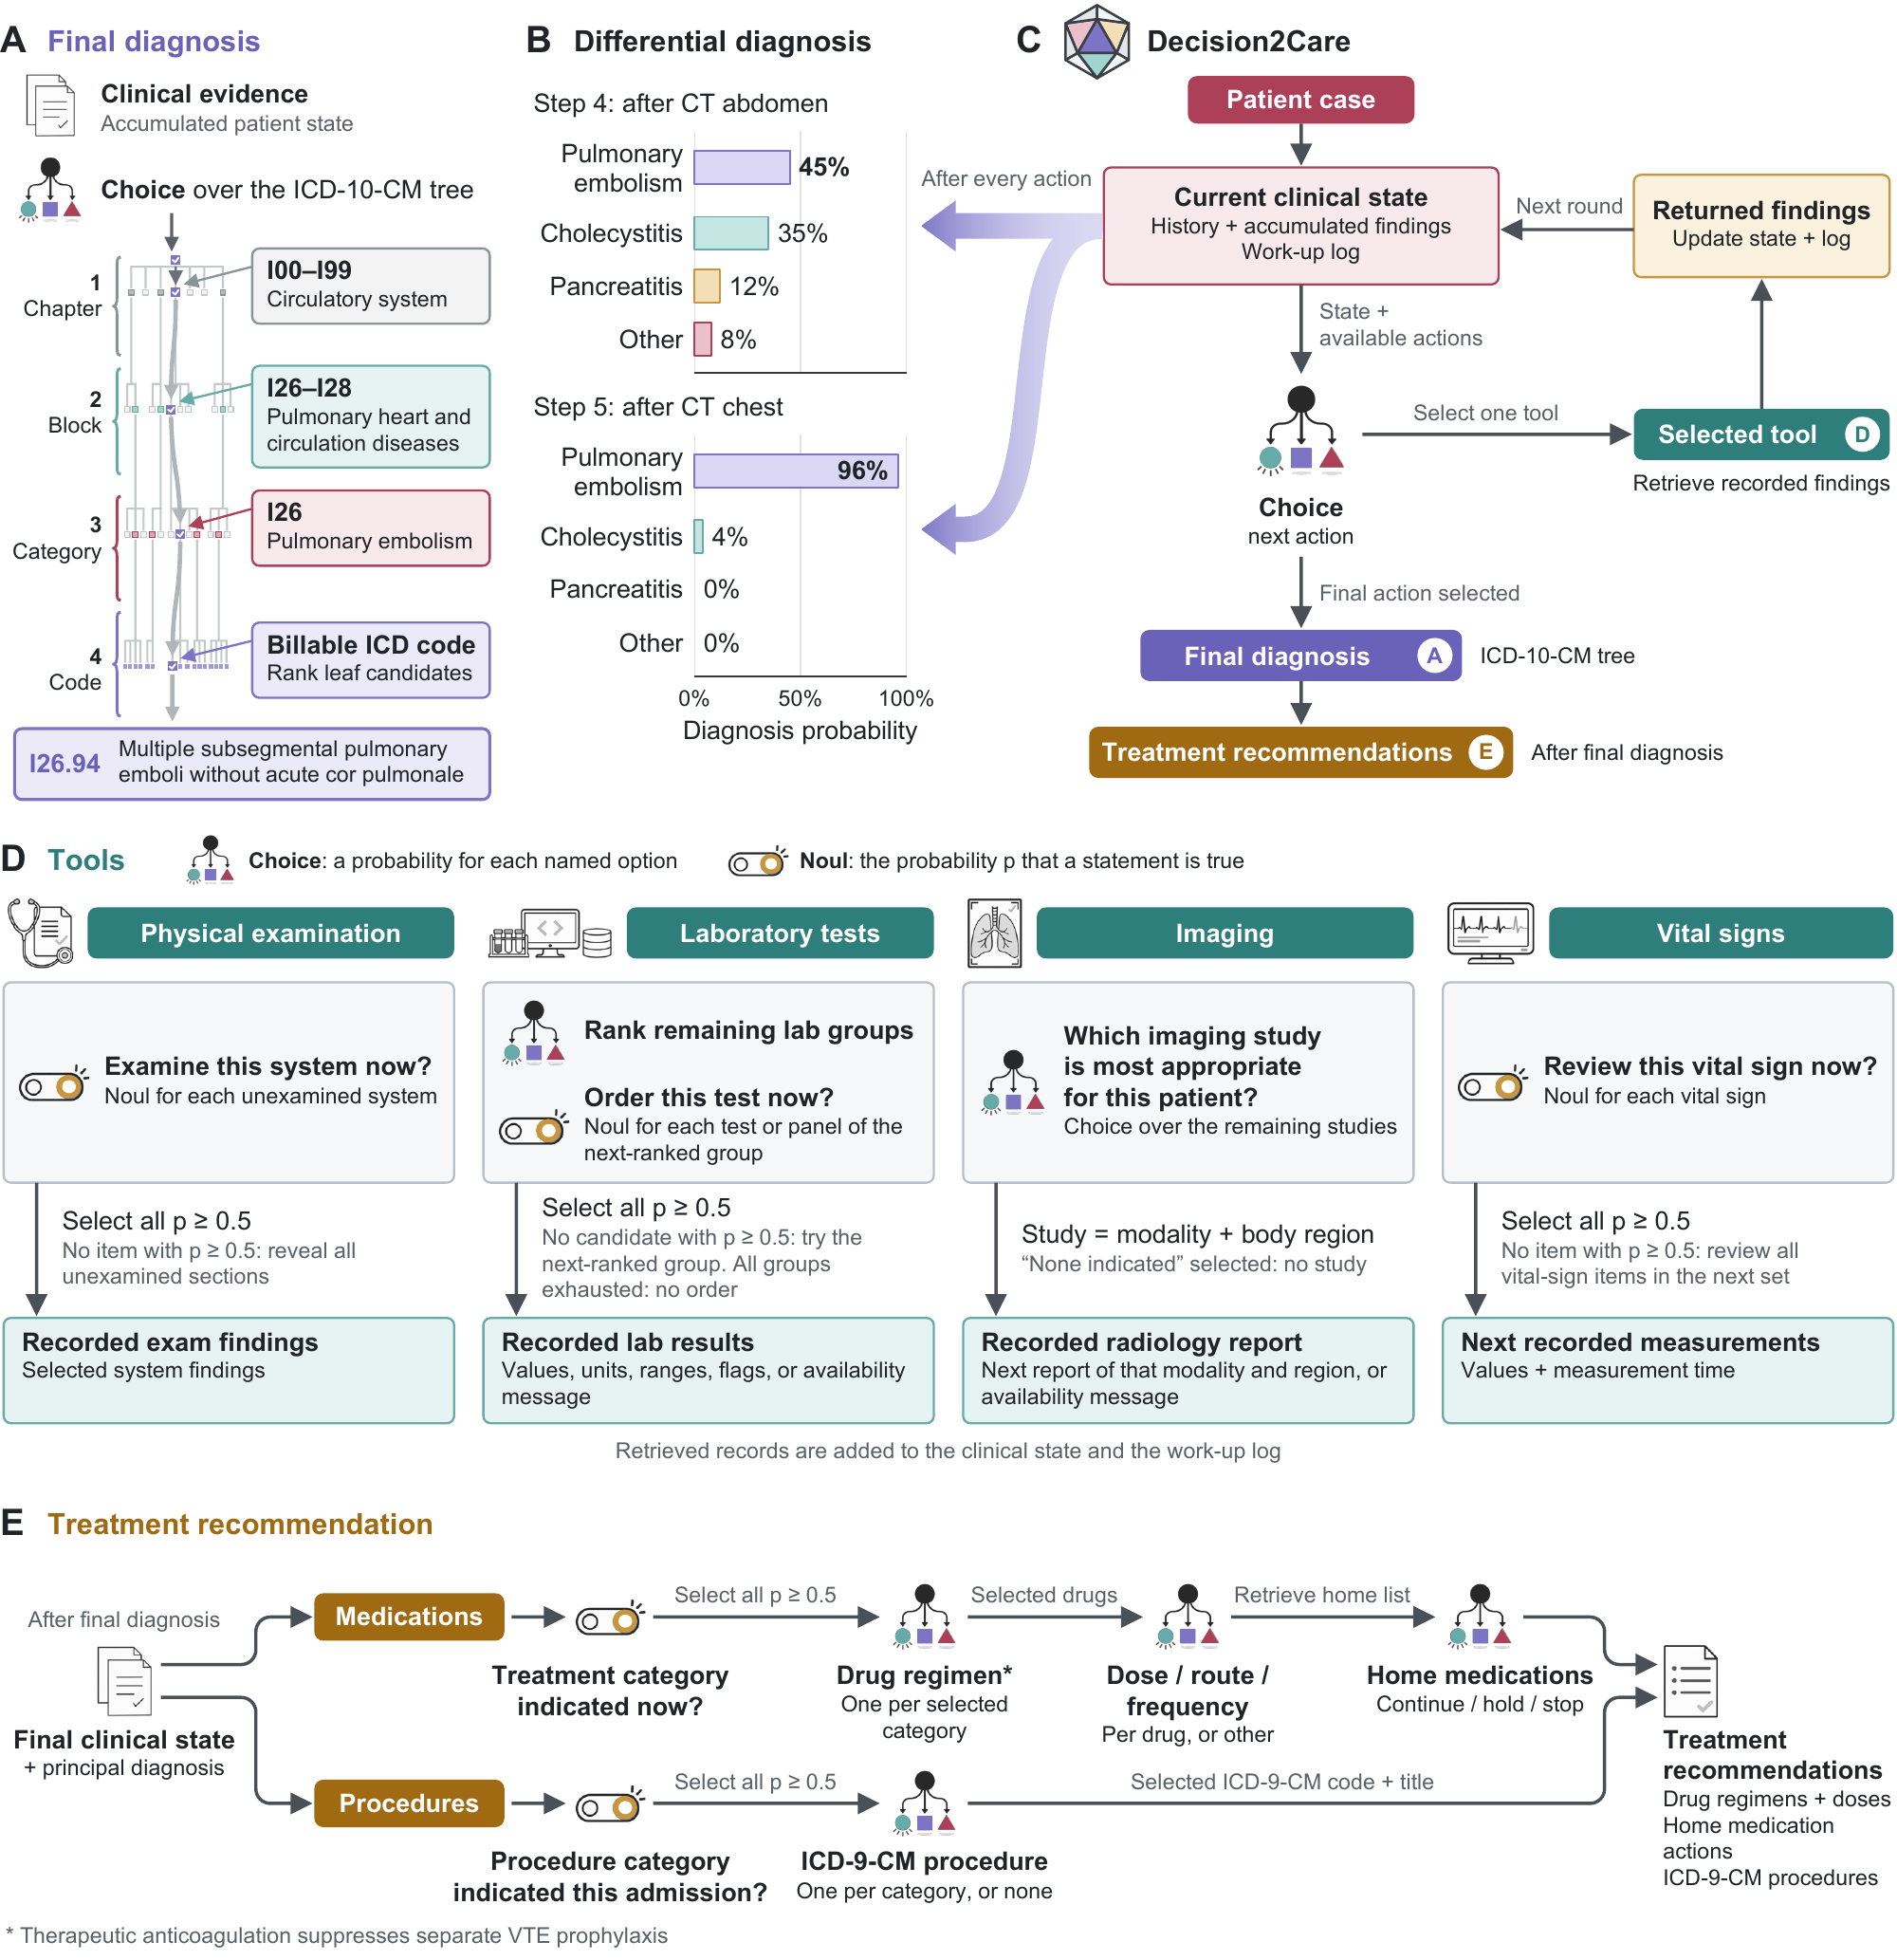 A Final diagnosis
Clinical evidence
Accumulated patient state
Choice over the ICD-10-CM tree
1
Chapter
I00–I99
Circulatory system
2
Block
I26–I28
Pulmonary heart and
circulation diseases
3
Category
I26
Pulmonary embolism
4
Code
Billable ICD code
Rank leaf candidates
I26.94
Multiple subsegmental pulmonary
emboli without acute cor pulmonale
B Differential diagnosis
Step 4: after CT abdomen
Pulmonary
embolism
45%
Cholecystitis
35%
Pancreatitis
12%
Other
8%
Step 5: after CT chest
Pulmonary
embolism
96%
Cholecystitis
4%
Pancreatitis
0%
Other
0%
0% 50% 100%
Diagnosis probability
C Decision2Care
Patient case
After every action
Current clinical state
History + accumulated findings
Work-up log
Next round
Returned findings
Update state + log
State +
available actions
Select one tool
Selected tool D
Retrieve recorded findings
Choice
next action
Final action selected
Final diagnosis A
ICD-10-CM tree
Treatment recommendations E
After final diagnosis
D Tools
Choice: a probability for each named option
Noul: the probability p that a statement is true
Physical examination
Examine this system now?
Noul for each unexamined system
Select all p ≥ 0.5
No item with p ≥ 0.5: reveal all
unexamined sections
Recorded exam findings
Selected system findings
Laboratory tests
Rank remaining lab groups
Order this test now?
Noul for each test or panel of the
next-ranked group
Select all p ≥ 0.5
No candidate with p ≥ 0.5: try the
next-ranked group. All groups
exhausted: no order
Recorded lab results
Values, units, ranges, flags, or availability
message
Imaging
Which imaging study
is most appropriate
for this patient?
Choice over the remaining studies
Study = modality + body region
“None indicated” selected: no study
Recorded radiology report
Next report of that modality and region, or
availability message
Vital signs
Review this vital sign now?
Noul for each vital sign
Select all p ≥ 0.5
No item with p ≥ 0.5: review all
vital-sign items in the next set
Next recorded measurements
Values + measurement time
Retrieved records are added to the clinical state and the work-up log
E Treatment recommendation
After final diagnosis
Final clinical state
+ principal diagnosis
Medications
Treatment category
indicated now?
Select all p ≥ 0.5
Drug regimen*
One per selected
category
Selected drugs
Dose / route /
frequency
Per drug, or other
Retrieve home list
Home medications
Continue / hold / stop
Procedures
Procedure category
indicated this admission?
Select all p ≥ 0.5
ICD-9-CM procedure
One per category, or none
Selected ICD-9-CM code + title
Treatment
recommendations
Drug regimens + doses
Home medication
actions
ICD-9-CM procedures
* Therapeutic anticoagulation suppresses separate VTE prophylaxis